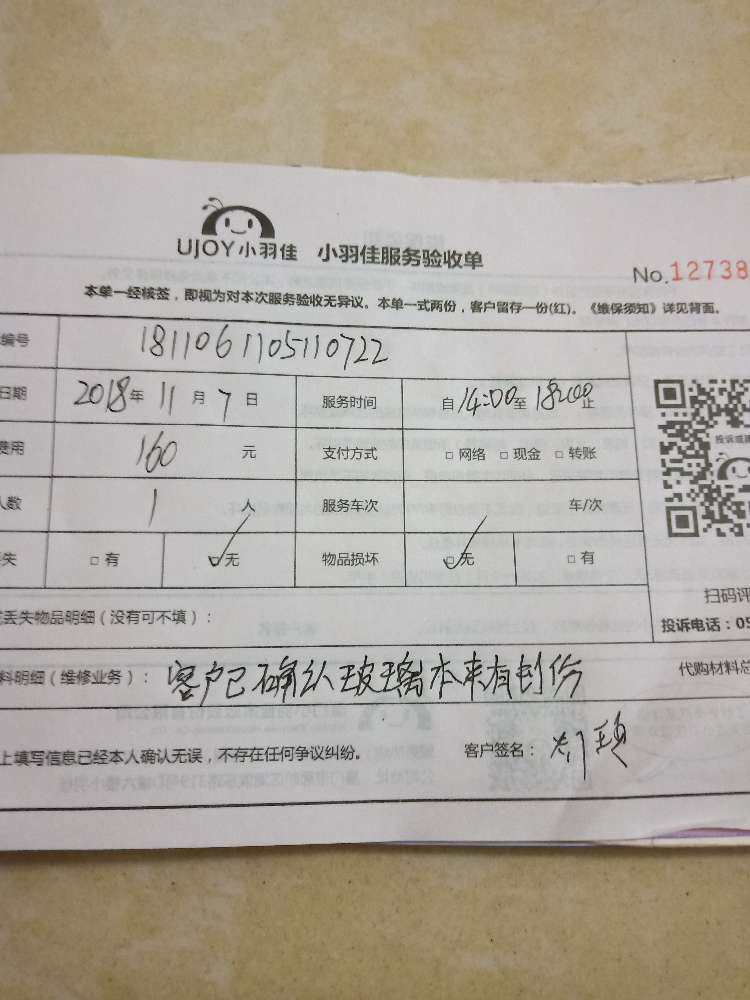 UJOY小羽佳 小羽佳服务验收单
No.12738
本单一经核签，即视为对本次服务验收无异议。本单一式两份，客户留存一份(红)。《维保须知》详见背面。
编号 1811061105110722
日期 2018年 11月 7日 服务时间 自14:00至18:00止
费用 160 元 支付方式 □ 网络 □ 现金 □ 转账
投诉或
人数 1 人 服务车次 车/次
失 □ 有 □ 无 物品损坏 □ 无 □ 有
扫码评
丢失物品明细（没有可不填）：
投诉电话：05
料明细（维修业务）： 客户已确认玻璃本来有刮伤
代购材料总
上填写信息已经本人确认无误，不存在任何争议纠纷。 客户签名：